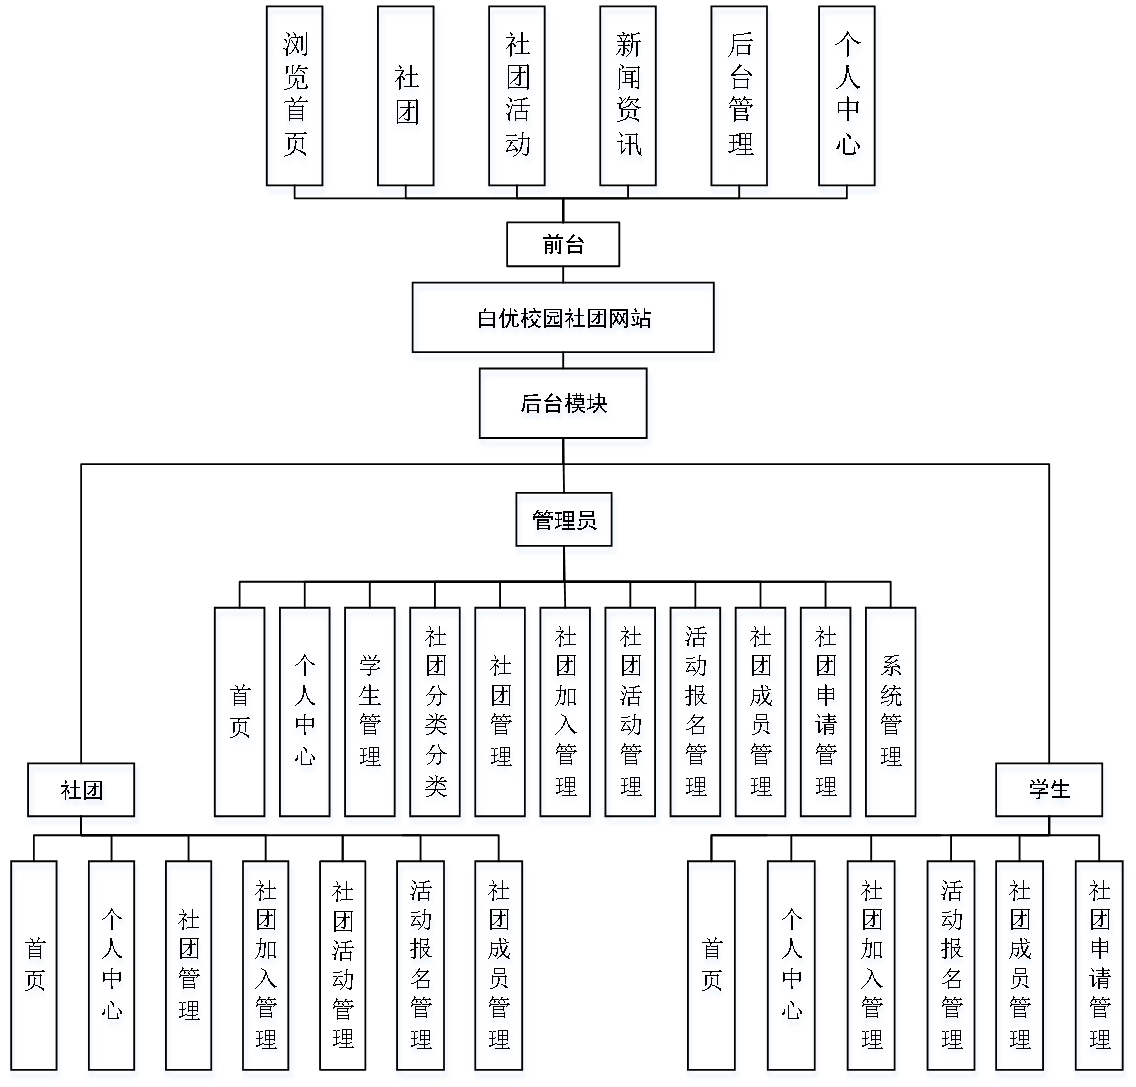 浏览首页
社团
社团活动
新闻资讯
后台管理
个人中心
前台
白优校园社团网站
后台模块
管理员
首页
个人中心
学生管理
社团分类分类
社团管理
社团加入管理
社团活动管理
活动报名管理
社团成员管理
社团申请管理
系统管理
社团
学生
首页
个人中心
社团管理
社团加入管理
社团活动管理
活动报名管理
社团成员管理
首页
个人中心
社团加入管理
活动报名管理
社团成员管理
社团申请管理